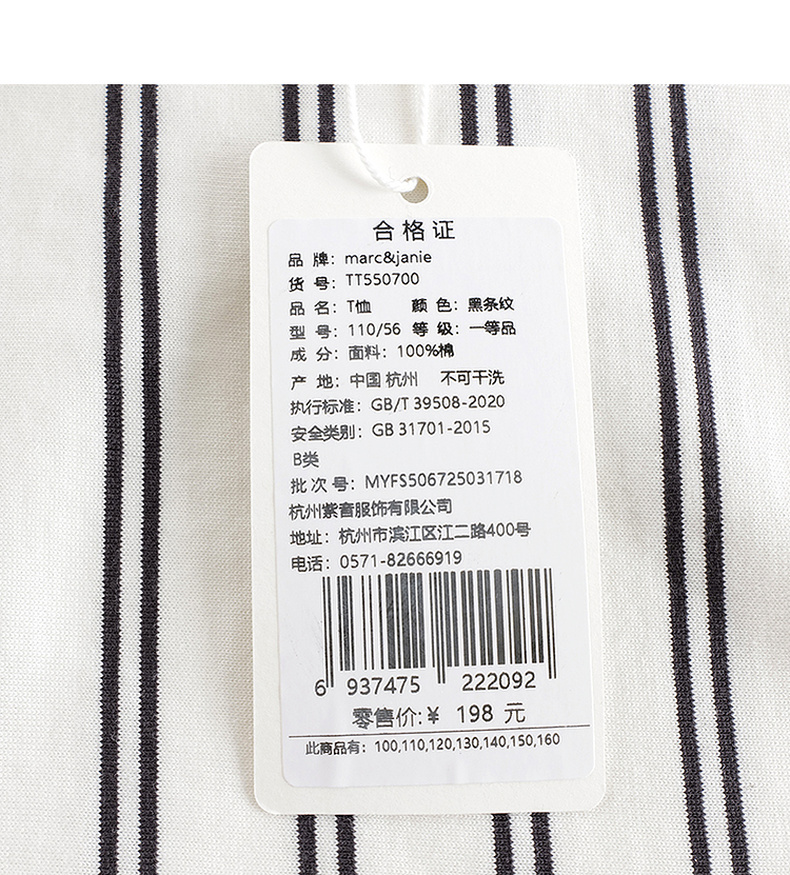 合格证
品 牌：marc&janie
货 号：TT550700
品 名：T恤 颜 色：黑条纹
型 号：110/56 等 级：一等品
成 分：面料：100%棉
产 地：中国 杭州 不可干洗
执行标准：GB/T 39508-2020
安全类别：GB 31701-2015
B类
批 次 号：MYFS506725031718
杭州紫耆服饰有限公司
地址：杭州市滨江区江二路400号
电话：0571-82666919
6 937475 222092
零售价:¥ 198 元
此商品有：100,110,120,130,140,150,160